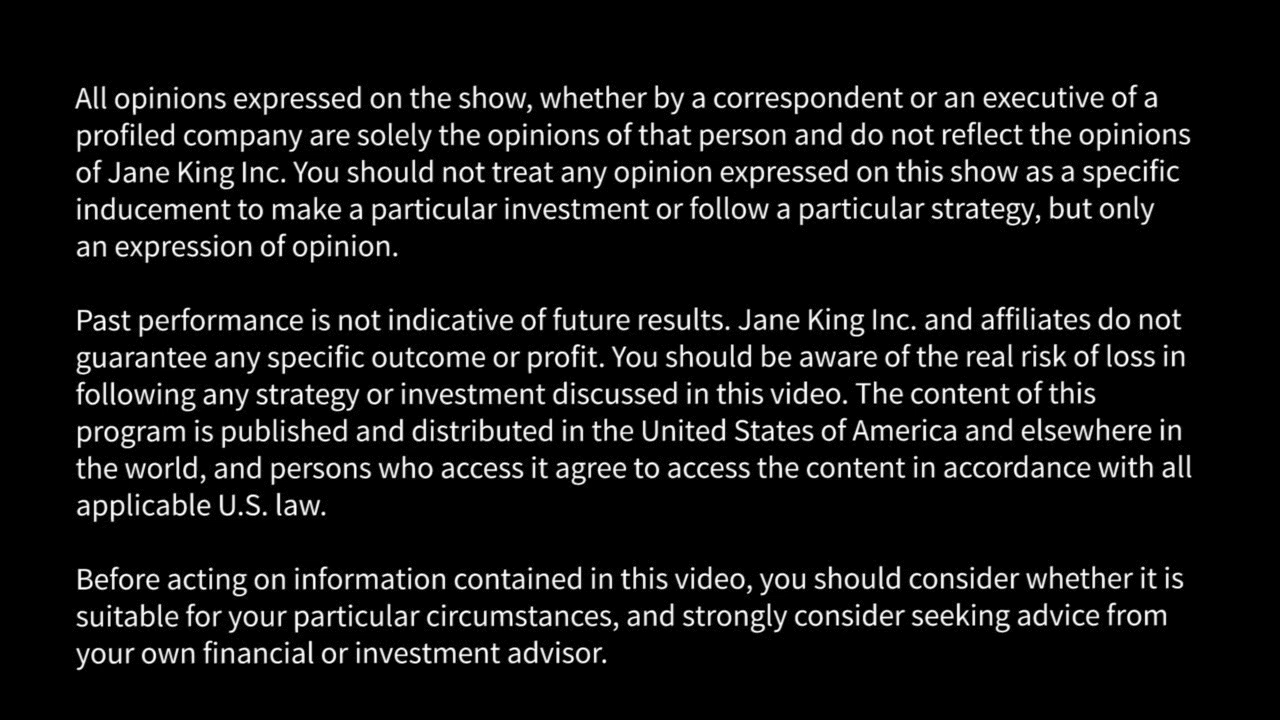 All opinions expressed on the show, whether by a correspondent or an executive of a
profiled company are solely the opinions of that person and do not reflect the opinions
of Jane King Inc. You should not treat any opinion expressed on this show as a specific
inducement to make a particular investment or follow a particular strategy, but only
an expression of opinion.
Past performance is not indicative of future results. Jane King Inc. and affiliates do not
guarantee any specific outcome or profit. You should be aware of the real risk of loss in
following any strategy or investment discussed in this video. The content of this
program is published and distributed in the United States of America and elsewhere in
the world, and persons who access it agree to access the content in accordance with all
applicable U.S. law.
Before acting on information contained in this video, you should consider whether it is
suitable for your particular circumstances, and strongly consider seeking advice from
your own financial or investment advisor.